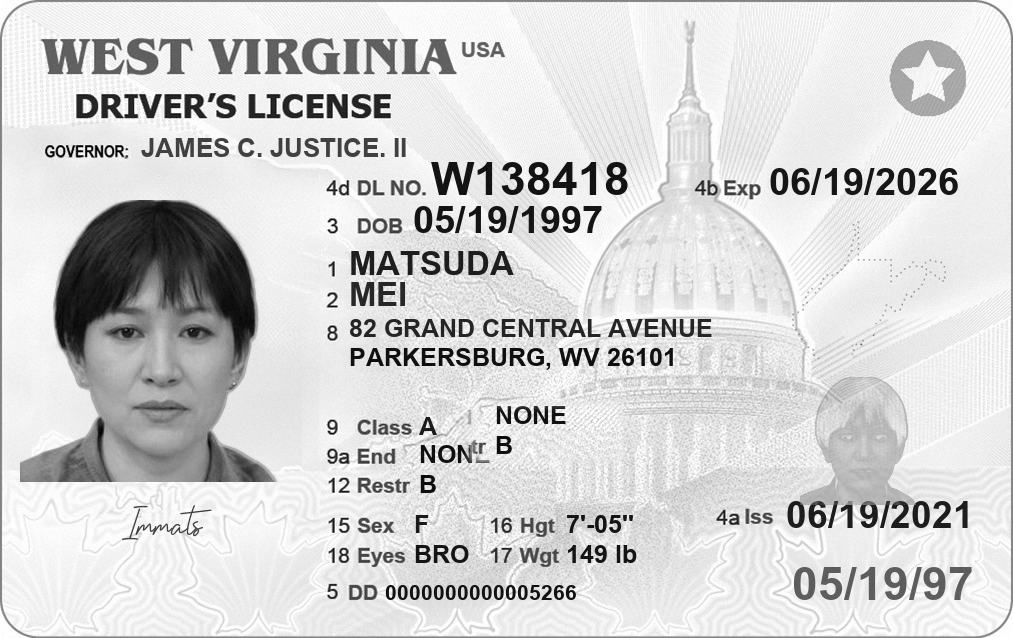 WEST VIRGINIA USA
DRIVER'S LICENSE
GOVERNOR: JAMES C. JUSTICE. II
4d DL NO. W138418 4b Exp 06/19/2026
3 DOB 05/19/1997
1 MATSUDA
2 MEI
8 82 GRAND CENTRAL AVENUE
PARKERSBURG, WV 26101
9 Class A NONE
9a End NONE tr B
12 Restr B
15 Sex F 16 Hgt 7'-05"
4a Iss 06/19/2021
18 Eyes BRO 17 Wgt 149 lb
5 DD 0000000000005266
05/19/97
Immats